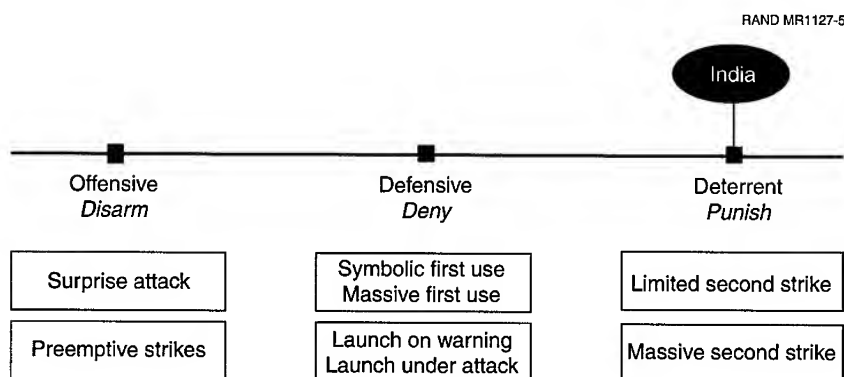 RAND MR1127-5
India
Offensive
Disarm
Defensive
Deny
Deterrent
Punish
Surprise attack
Symbolic first use
Massive first use
Limited second strike
Preemptive strikes
Launch on warning
Launch under attack
Massive second strike